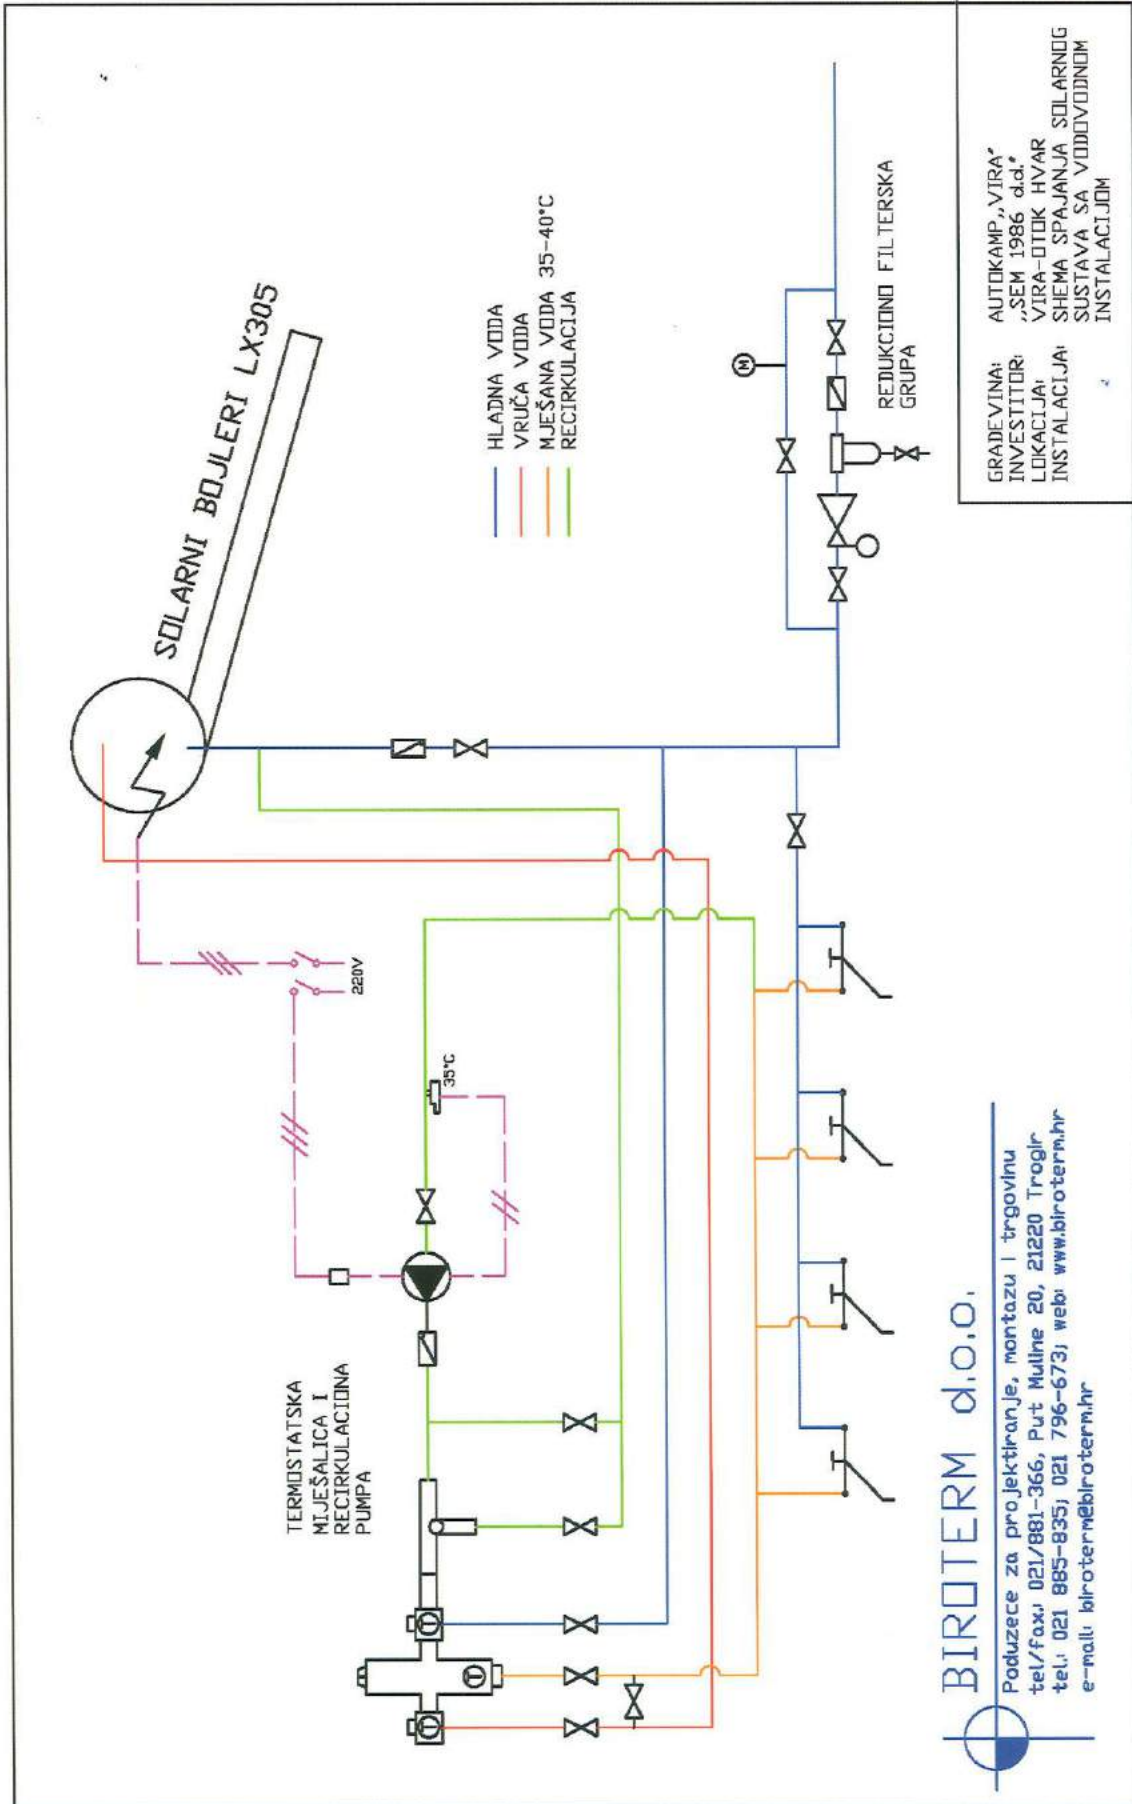 SOLARNI BOJLERI LX305
HLADNA VODA
VRUČA VODA
MJEŠANA VODA 35-40°C
RECIRKULACIJA
220V
35°C
TERMOSTATSKA
MIJEŠALICA I
RECIRKULACIONA
PUMPA
M
REDUKCIONO FILTERSKA
GRUPA
T
T
T
BIROTERM d.o.o.
Poduzece za projektiranje, montazu i trgovinu
tel/fax: 021/881-366, Put Muline 20, 21220 Trogir
tel.: 021 885-835; 021 796-673; web: www.biroterm.hr
e-mail: biroterm@biroterm.hr
GRAĐEVINA: AUTOKAMP,,VIRA"
INVESTITOR: ,,SEM 1986 d.d."
LOKACIJA: VIRA-OTOK HVAR
INSTALACIJA: SHEMA SPAJANJA SOLARNOG
SUSTAVA SA VODOVODNOM
INSTALACIJOM